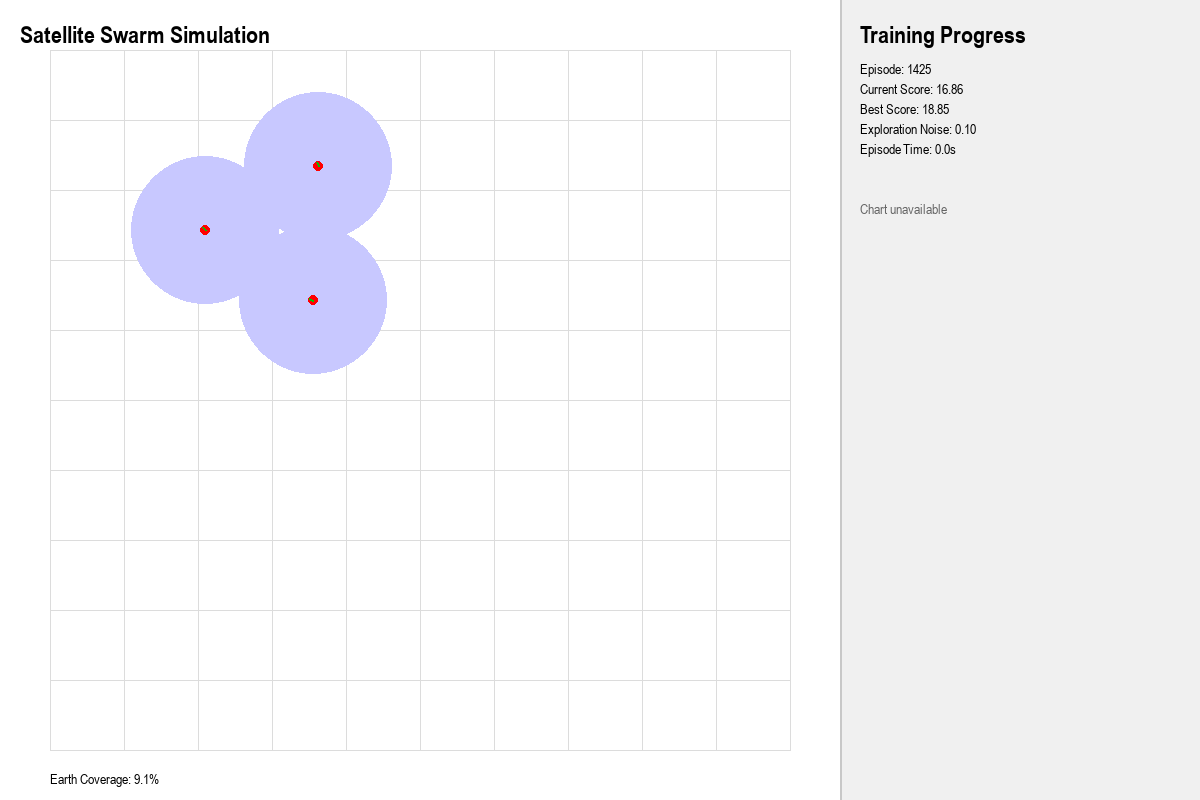 Satellite Swarm Simulation
Training Progress
Episode: 1425
Current Score: 16.86
Best Score: 18.85
Exploration Noise: 0.10
Episode Time: 0.0s
Chart unavailable
Earth Coverage: 9.1%